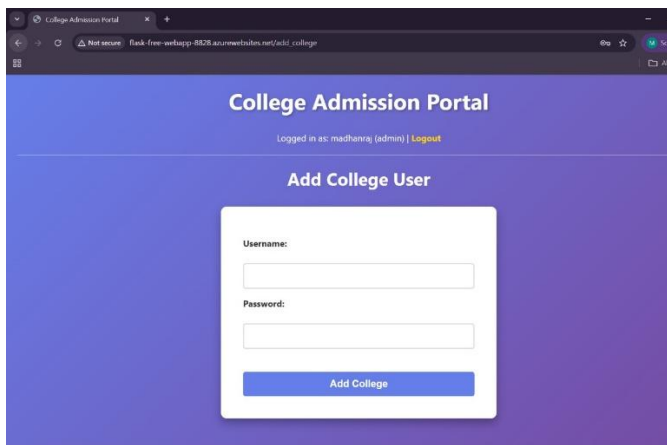 College Admission Portal
Not secure flask-free-webapp-8828.azurewebsites.net/add_college
M
College Admission Portal
Logged in as: madhanraj (admin) | Logout
Add College User
Username:
Password:
Add College